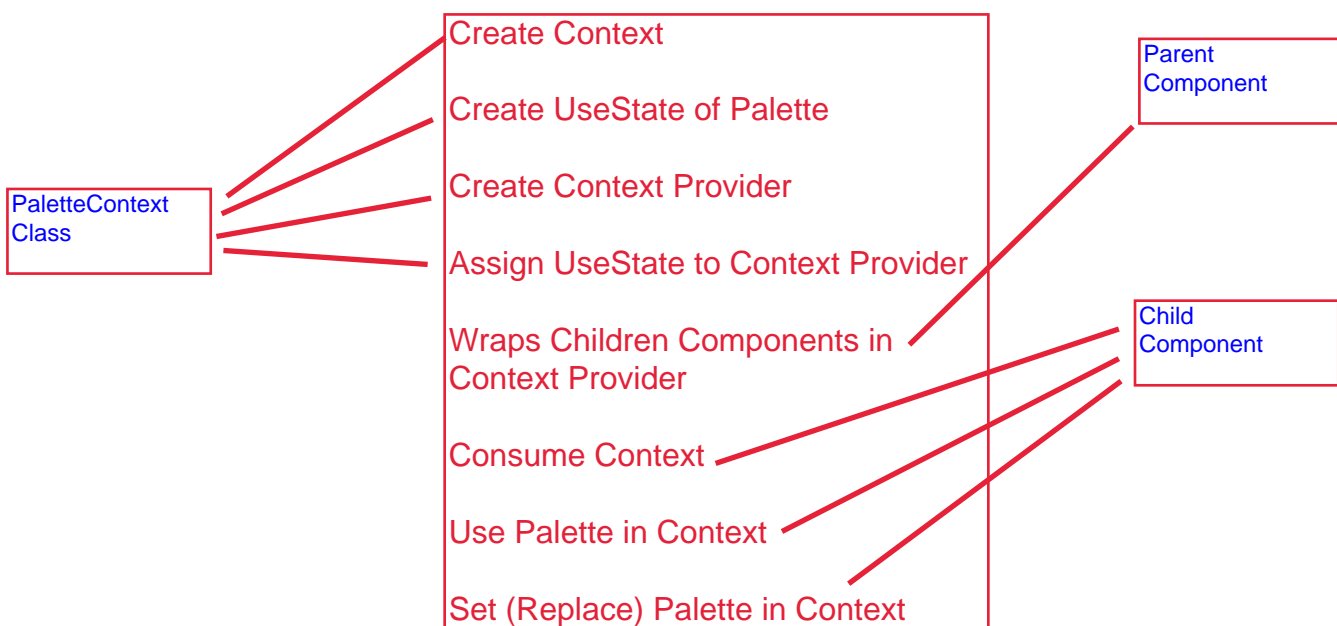 PaletteContext
Class
Create Context
Create UseState of Palette
Create Context Provider
Assign UseState to Context Provider
Wraps Children Components in
Context Provider
Consume Context
Use Palette in Context
Set (Replace) Palette in Context
Parent
Component
Child
Component